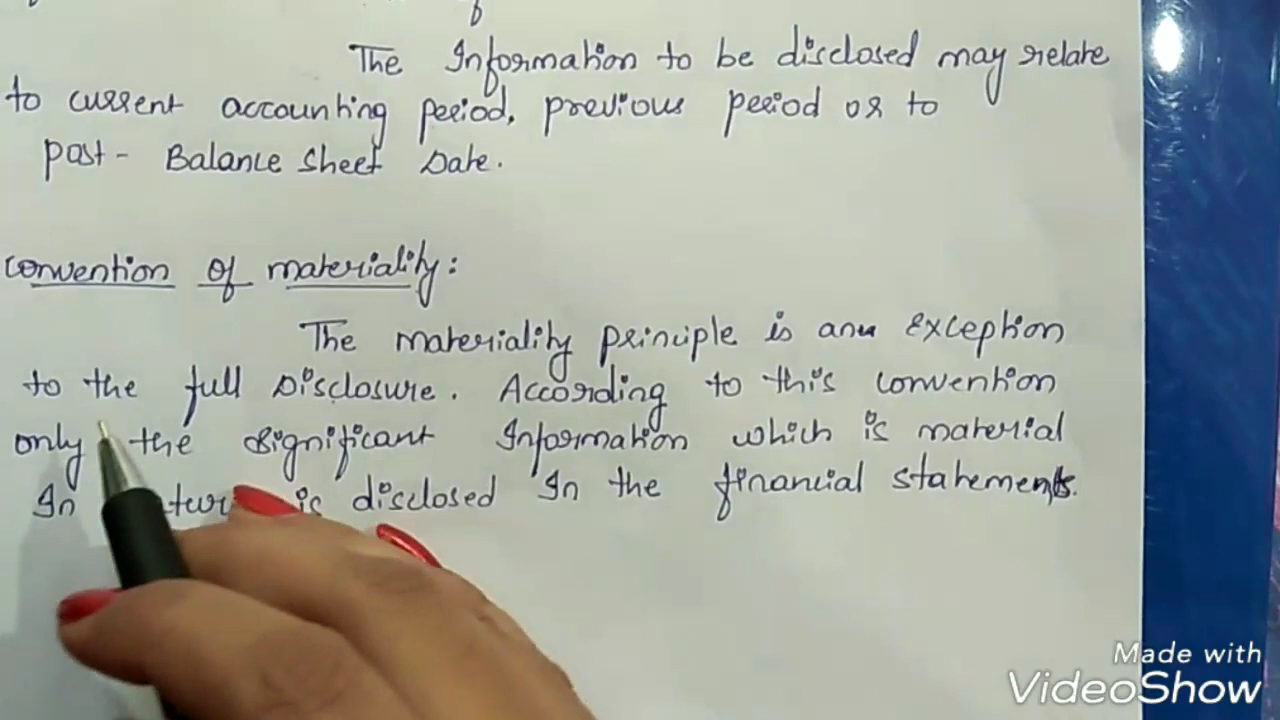 The Information to be disclosed may relate
to current accounting period, previous period or to
past - Balance sheet Date.
Convention of materiality:
The materiality principle is an Exception
to the full Disclosure. According to this convention
only the significant Information which is material
In is disclosed In the financial statements.
Made with
VideoShow